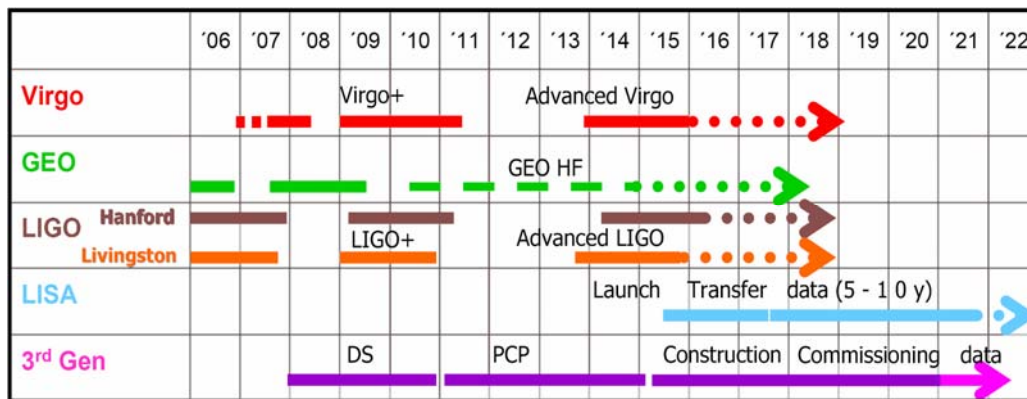 ´06 ´07 ´08 ´09 ´10 ´11 ´12 ´13 ´14 ´15 ´16 ´17 ´18 ´19 ´20 ´21 ´22
Virgo Virgo+ Advanced Virgo
GEO GEO HF
LIGO Hanford
Livingston LIGO+ Advanced LIGO
LISA Launch Transfer data (5 - 1 0 y)
3rd Gen DS PCP Construction Commissioning data